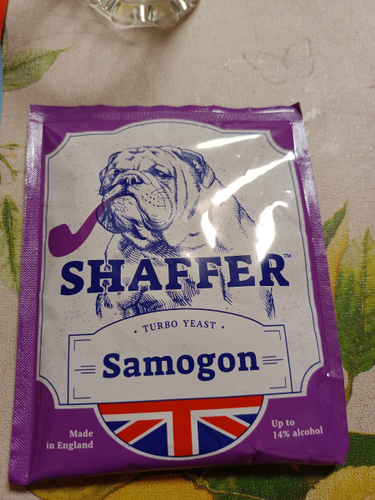 SHAFFER™
· TURBO YEAST ·
Samogon
Made
in England
Up to
14% alcohol